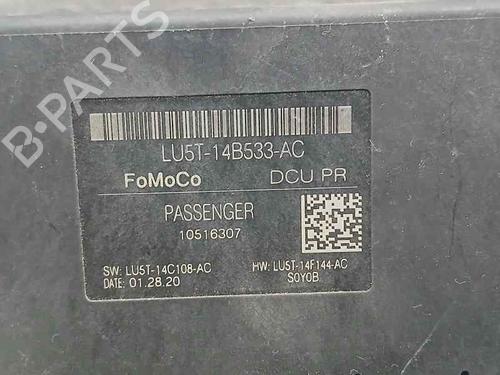 B-PARTS
LU5T-14B533-AC
FoMoCo DCU PR
PASSENGER
10516307
SW: LU5T-14C108-AC HW: LU5T-14F144-AC
DATE: 01.28.20 S0Y0B